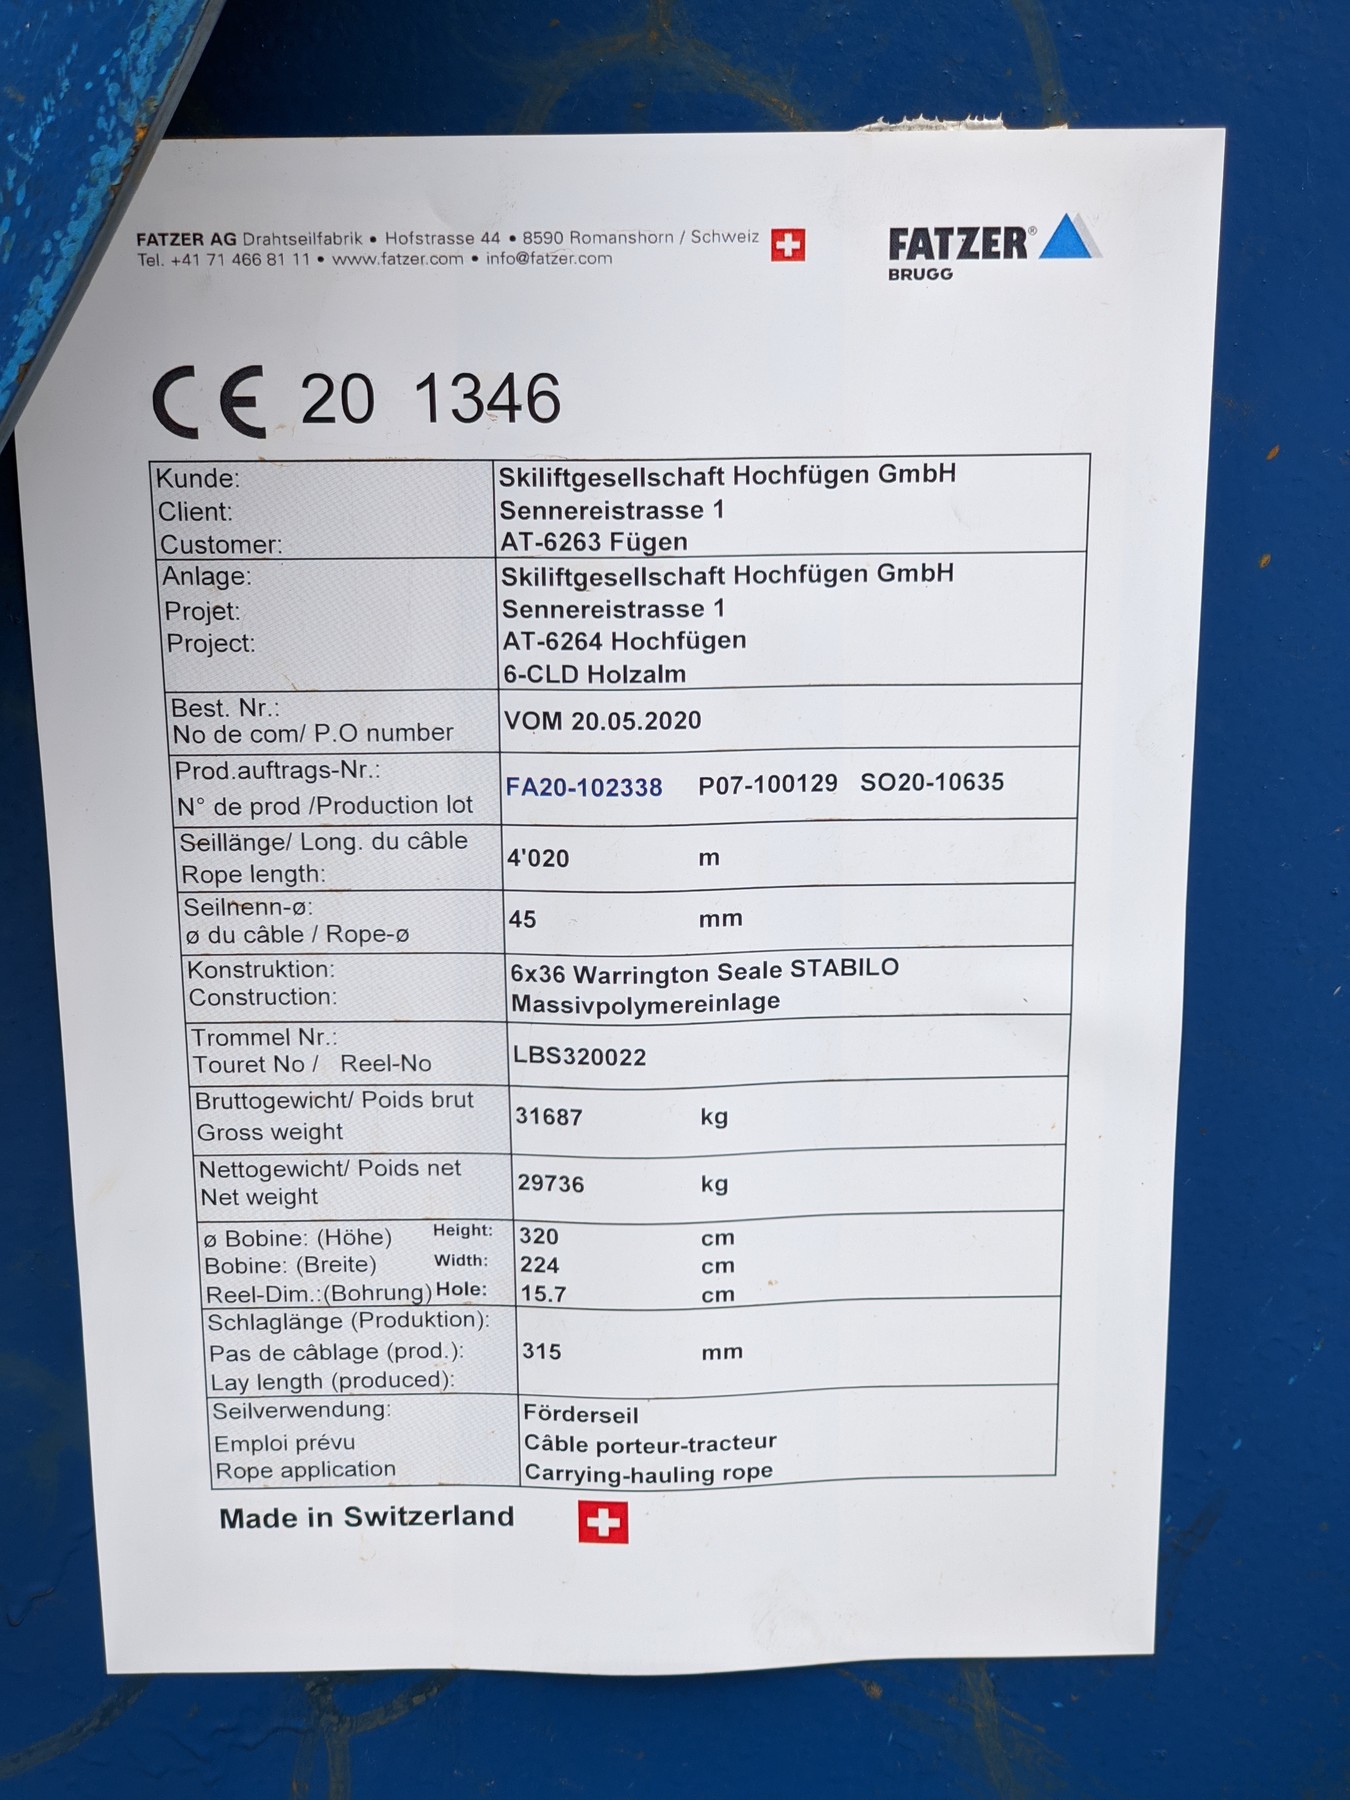 FATZER AG Drahtseilfabrik • Hofstrasse 44 • 8590 Romanshorn / Schweiz
Tel. +41 71 466 81 11 • www.fatzer.com • info@fatzer.com
FATZER®
BRUGG
CE 20 1346
Kunde: Skiliftgesellschaft Hochfügen GmbH
Client: Sennereistrasse 1
Customer: AT-6263 Fügen
Anlage: Skiliftgesellschaft Hochfügen GmbH
Projet: Sennereistrasse 1
Project: AT-6264 Hochfügen
6-CLD Holzalm
Best. Nr.:
No de com/ P.O number
VOM 20.05.2020
Prod.auftrags-Nr.:
N° de prod /Production lot
FA20-102338 P07-100129 SO20-10635
Seillänge/ Long. du câble
Rope length:
4'020 m
Seilnenn-ø:
ø du câble / Rope-ø
45 mm
Konstruktion: 6x36 Warrington Seale STABILO
Construction: Massivpolymereinlage
Trommel Nr.:
Touret No / Reel-No
LBS320022
Bruttogewicht/ Poids brut
Gross weight
31687 kg
Nettogewicht/ Poids net
Net weight
29736 kg
ø Bobine: (Höhe) Height: 320 cm
Bobine: (Breite) Width: 224 cm
Reel-Dim.:(Bohrung) Hole: 15.7 cm
Schlaglänge (Produktion):
Pas de câblage (prod.): 315 mm
Lay length (produced):
Seilverwendung: Förderseil
Emploi prévu Câble porteur-tracteur
Rope application Carrying-hauling rope
Made in Switzerland